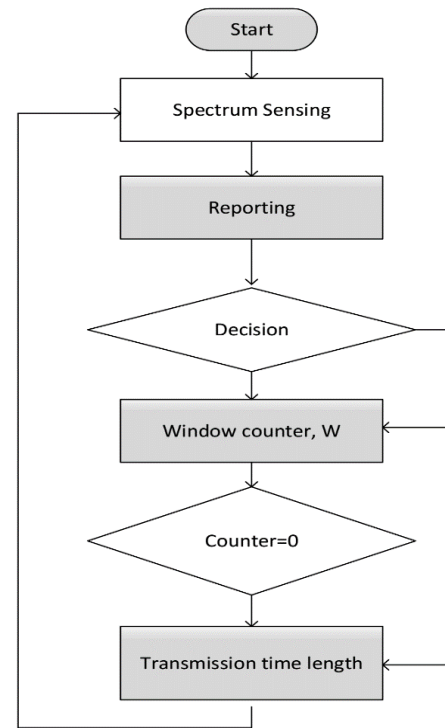 Start
Spectrum Sensing
Reporting
Decision
Window counter, W
Counter=0
Transmission time length